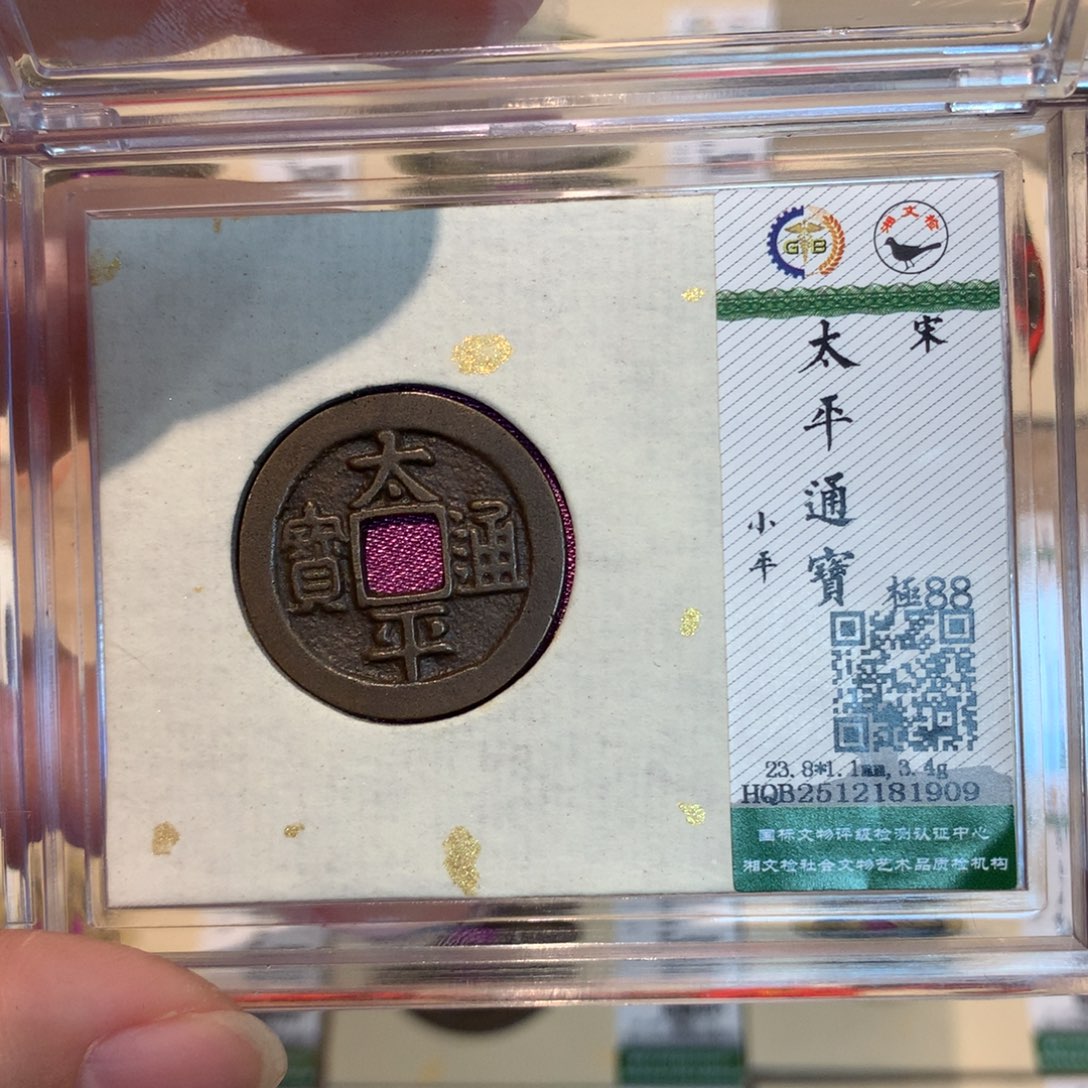 太平通寶
GB
湘文檢
宋
太平通寶
小平
極88
23.8*1.1mm,3.4g
HQB2512181909
国标文物评级检测认证中心
湘文检社会文物艺术品质检机构